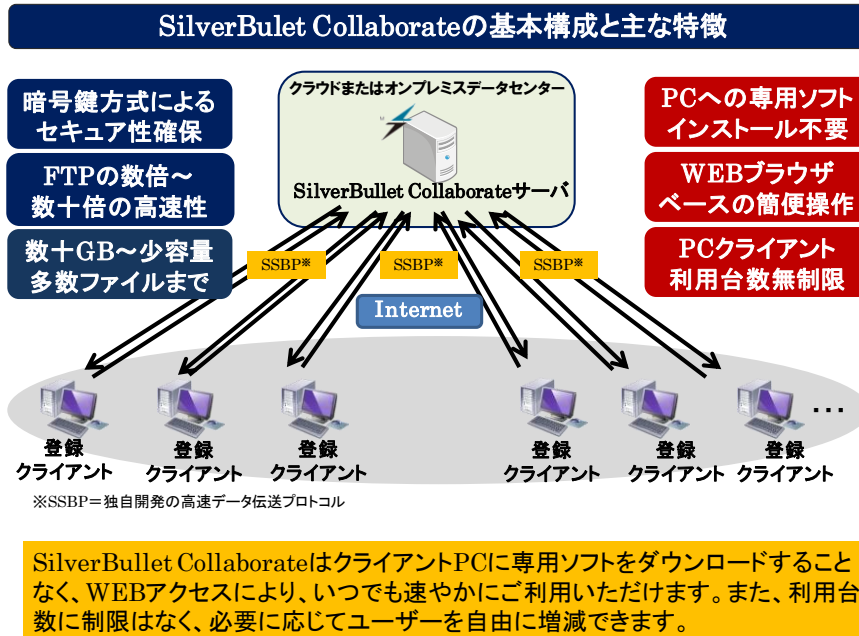 SilverBulet Collaborateの基本構成と主な特徴
暗号鍵方式による
セキュア性確保
FTPの数倍～
数十倍の高速性
数十GB～少容量
多数ファイルまで
クラウドまたはオンプレミスデータセンター
M
SilverBullet Collaborateサーバ
PCへの専用ソフト
インストール不要
WEBブラウザ
ベースの簡便操作
PCクライアント
利用台数無制限
SSBP※
SSBP※
SSBP※
Internet
登録
クライアント
登録
クライアント
登録
クライアント
登録
クライアント
登録
クライアント
登録
クライアント
…
※SSBP＝独自開発の高速データ伝送プロトコル
SilverBullet CollaborateはクライアントPCに専用ソフトをダウンロードすること
なく、WEBアクセスにより、いつでも速やかにご利用いただけます。また、利用台
数に制限はなく、必要に応じてユーザーを自由に増減できます。